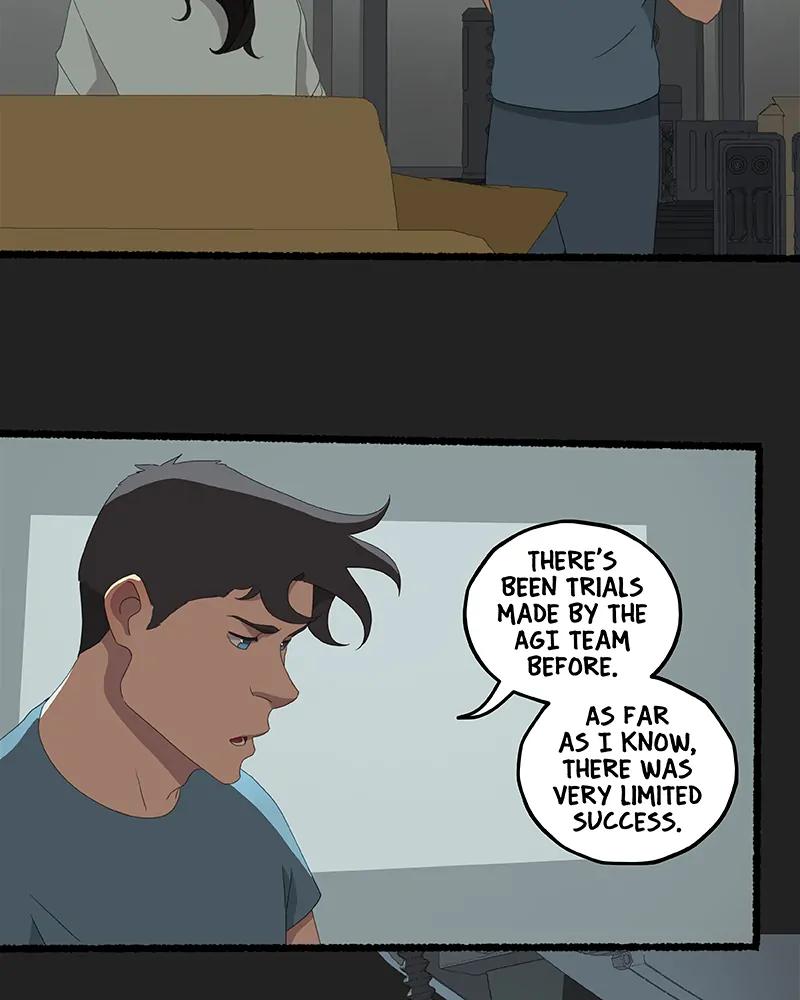 THERE'S
BEEN TRIALS
MADE BY THE
AGI TEAM
BEFORE.
AS FAR
AS I KNOW,
THERE WAS
VERY LIMITED
SUCCESS.